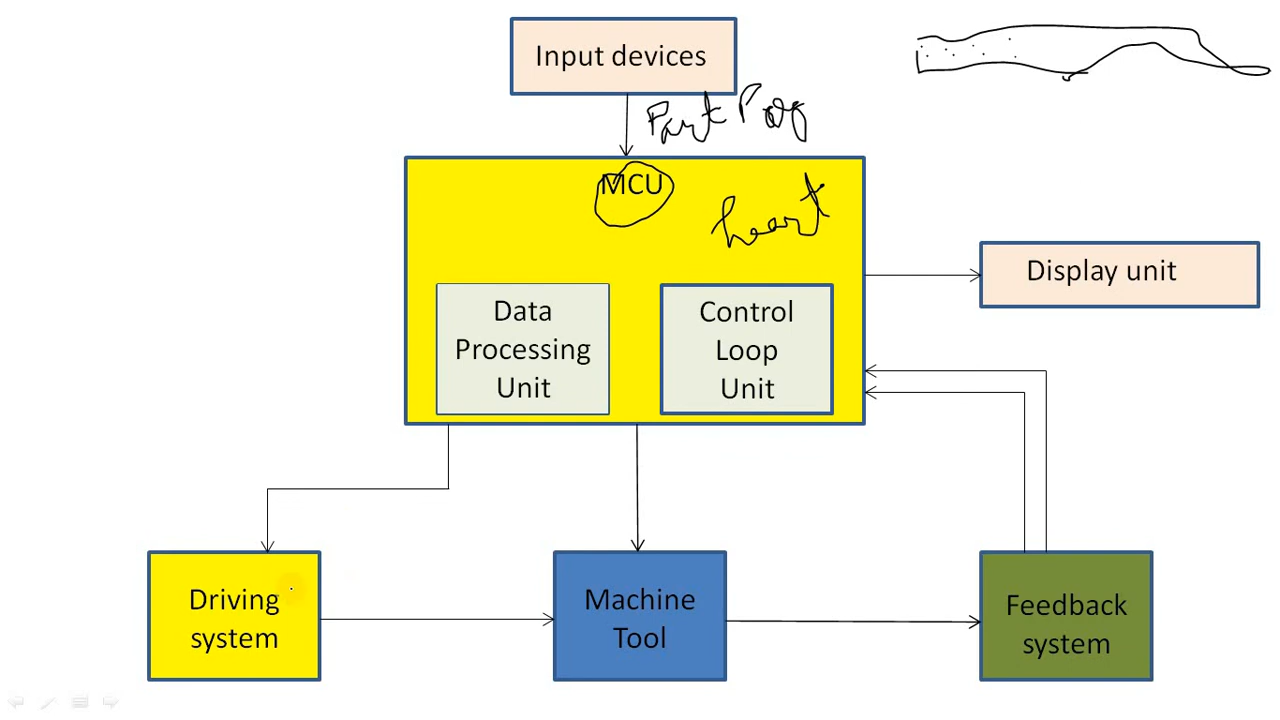 Input devices
Part Prog
MCU
heart
Display unit
Data
Processing
Unit
Control
Loop
Unit
Driving
system
Machine
Tool
Feedback
system